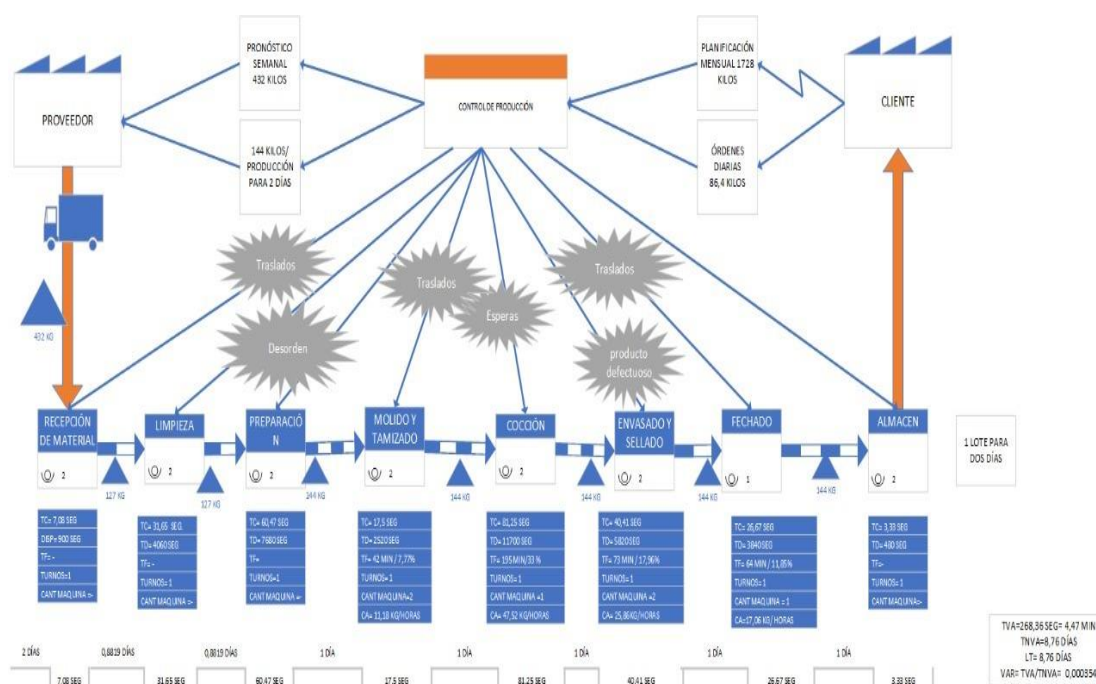 PRONÓSTICO
SEMANAL
432 KILOS
PLANIFICACIÓN
MENSUAL 1728
KILOS
PROVEEDOR
CONTROL DE PRODUCCIÓN
CLIENTE
144 KILOS/
PRODUCCIÓN
PARA 2 DÍAS
ÓRDENES
DIARIAS
86,4 KILOS
Traslados
Traslados
Traslados
Esperas
Desorden
producto
defectuoso
432 KG
RECEPCIÓN
DE MATERIAL
2
LIMPIEZA
2
PREPARACIÓ
N
2
MOLIDO Y
TAMIZADO
2
COCCIÓN
2
ENVASADO Y
SELLADO
2
FECHADO
1
ALMACEN
2
1 LOTE PARA
DOS DÍAS
127 KG
127 KG
144 KG
144 KG
144 KG
144 KG
TC= 7,08 SEG
DBP= 900 SEG
TF= -
TURNOS=1
CANT MAQUINA =-
TC= 31,65 SEG.
TD= 4060 SEG
TF= -
TURNOS= 1
CANT MAQUINA =-
TC= 60,47 SEG
TD= 7680 SEG
TF=
TURNOS=1
CANT MAQUINA =-
TC= 17,5 SEG
TD= 2520 SEG
TF= 42 MIN / 7,77%
TURNOS= 1
CANT MAQUINA=2
CA= 11,18 KG/HORAS
TC= 81,25 SEG
TD= 11700 SEG
TF= 195 MIN/33 %
TURNOS= 1
CANT MAQUINA =1
CA= 47,52 KG/HORAS
TC= 40,41 SEG
TD= 5820 SEG
TF= 73 MIN / 17,96%
TURNOS= 1
CANT MAQUINA =2
CA= 25,86KG/HORAS
TC= 26,67 SEG
TD= 3840 SEG
TF= 64 MIN / 11,85%
TURNOS= 1
CANT MAQUINA = 1
CA=17,06 KG/ HORAS
TC= 3,33 SEG
TD= 480 SEG
TF=-
TURNOS= 1
CANT MAQUINA=-
2 DÍAS
0,8819 DÍAS
0,8819 DÍAS
1 DÍA
1 DÍA
1 DÍA
1 DÍA
1 DÍA
7.08 SEG
31.65 SEG
60.47 SEG
17.5 SEG
81.25 SEG
40.41 SEG
26.67 SEG
3.33 SEG
TVA=268,36 SEG= 4,47 MIN
TNVA=8,76 DÍAS
LT= 8,76 DÍAS
VAR= TVA/TNVA= 0,000354